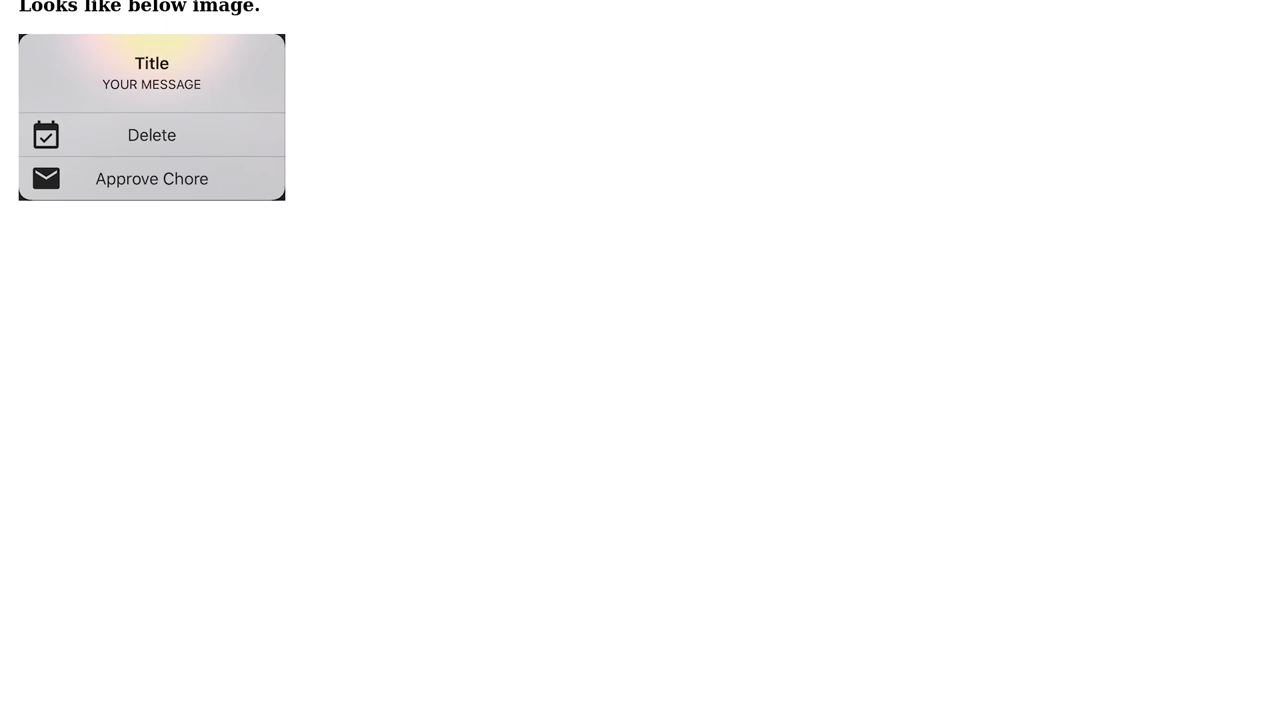 Looks like below image.
Title
YOUR MESSAGE
Delete
Approve Chore